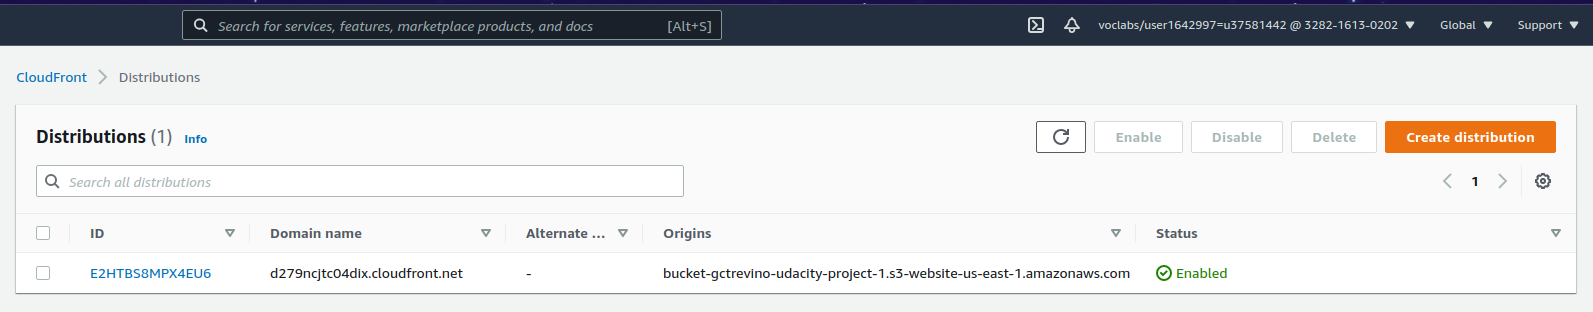 Search for services, features, marketplace products, and docs [Alt+S] voclabs/user1642997=u37581442 @ 3282-1613-0202 Global Support
CloudFront Distributions
Distributions (1) Info Enable Disable Delete Create distribution
Search all distributions 1
ID Domain name Alternate ... Origins Status
E2HTBS8MPX4EU6 d279ncjtc04dix.cloudfront.net - bucket-gctrevino-udacity-project-1.s3-website-us-east-1.amazonaws.com Enabled